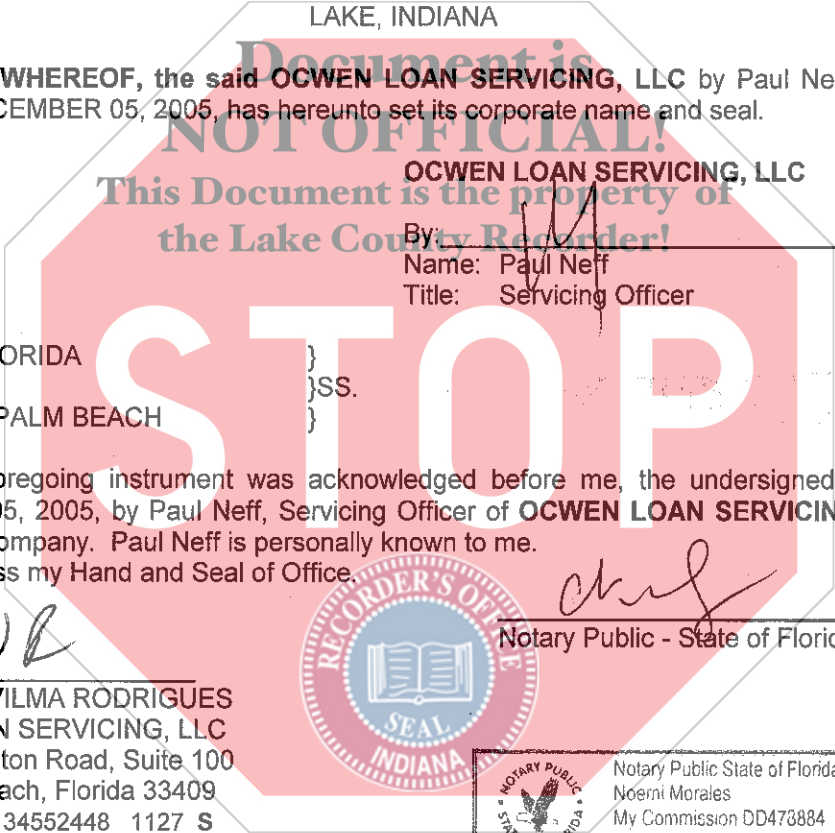 LAKE, INDIANA
Document is
WHEREOF, the said OCWEN LOAN SERVICING, LLC by Paul Ne
CEMBER 05, 2005, has hereunto set its corporate name and seal.
NOT OFFICIAL!
OCWEN LOAN SERVICING, LLC
This Document is the property of
the Lake County Recorder!
By:
Name: Paul Neff
Title: Servicing Officer
STOP
ORIDA }
}SS.
PALM BEACH }
oregoing instrument was acknowledged before me, the undersigned
05, 2005, by Paul Neff, Servicing Officer of OCWEN LOAN SERVICIN
ompany. Paul Neff is personally known to me.
ss my Hand and Seal of Office.
RECORDER'S OFFICE
SEAL
INDIANA
Notary Public - State of Florid
VILMA RODRIGUES
N SERVICING, LLC
ton Road, Suite 100
ach, Florida 33409
34552448 1127 S
NOTARY PUBLIC
Notary Public State of Florida
Noemi Morales
My Commission DD473884